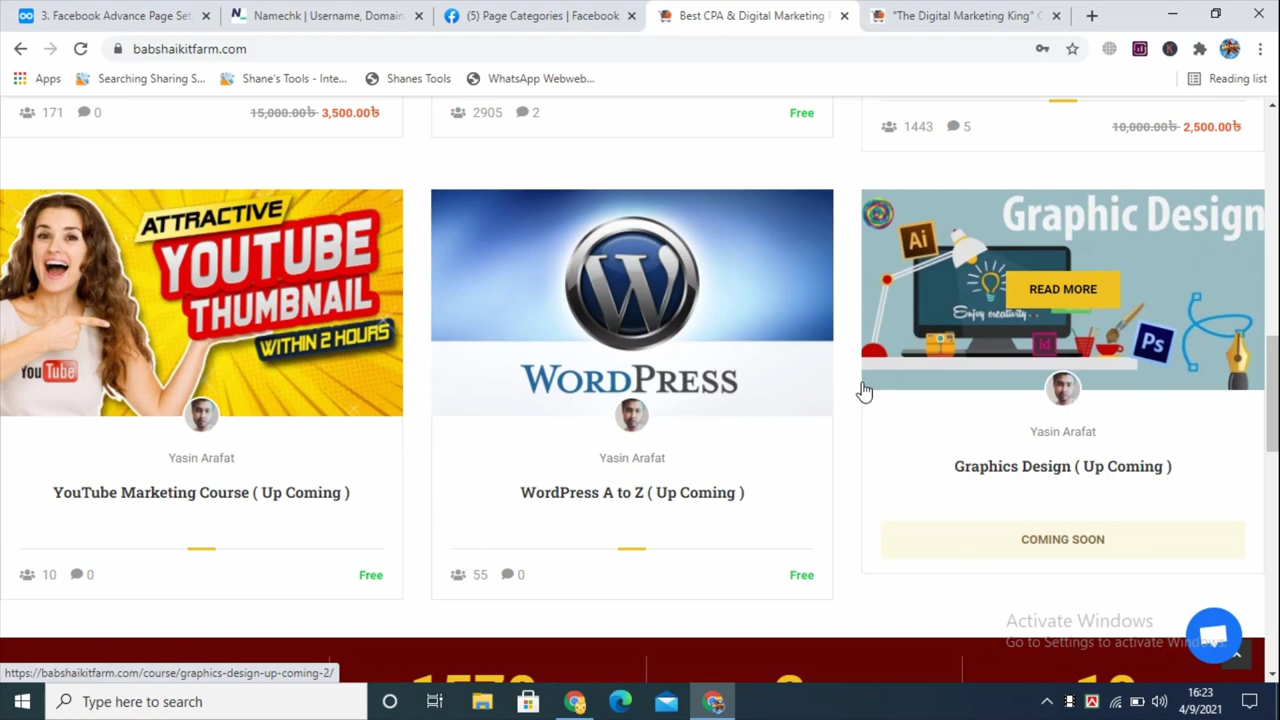 3. Facebook Advance Page Set
Namechk | Username, Domain
(5) Page Categories | Facebook
Best CPA & Digital Marketing
"The Digital Marketing King"
babshaikitfarm.com
Apps
Searching Sharing S...
Shane's Tools - Inte...
Shanes Tools
WhatsApp Webweb...
Reading list
171 0 15,000.00৳ 3,500.00৳
2905 2 Free
1443 5 10,000.00৳ 2,500.00৳
ATTRACTIVE
YOUTUBE
THUMBNAIL
WITHIN 2 HOURS
You Tube
W
WORDPRESS
Graphic Design
Ai
READ MORE
Enjoy creativity...
Id
Ps
Yasin Arafat
YouTube Marketing Course ( Up Coming )
10 0 Free
Yasin Arafat
WordPress A to Z ( Up Coming )
55 0 Free
Yasin Arafat
Graphics Design ( Up Coming )
COMING SOON
Activate Windows
Go to Settings to activate Windows.
https://babshaikitfarm.com/course/graphics-design-up-coming-2/
Type here to search
16:23
4/9/2021